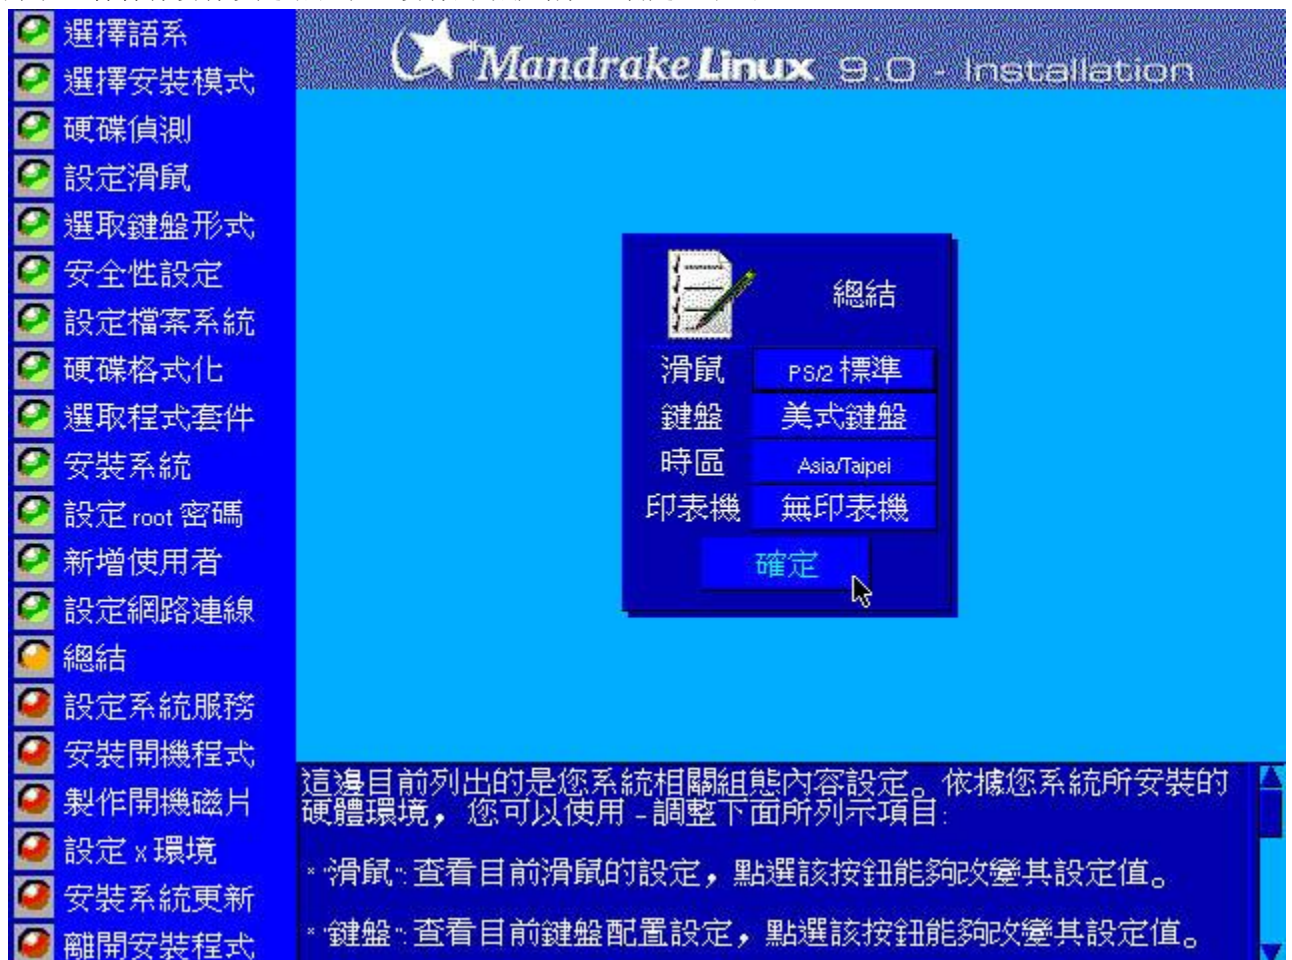 選擇語系
選擇安裝模式
硬碟偵測
設定滑鼠
選取鍵盤形式
安全性設定
設定檔案系統
硬碟格式化
選取程式套件
安裝系統
設定 root 密碼
新增使用者
設定網路連線
總結
設定系統服務
安裝開機程式
製作開機磁片
設定 x 環境
安裝系統更新
離開安裝程式
Mandrake Linux 9.0 - Installation
總結
滑鼠 PS/2 標準
鍵盤 美式鍵盤
時區 Asia/Taipei
印表機 無印表機
確定
這邊目前列出的是您系統相關組態內容設定。依據您系統所安裝的
硬體環境，您可以使用 - 調整下面所列示項目:
* "滑鼠": 查看目前滑鼠的設定，點選該按鈕能夠改變其設定值。
* "鍵盤": 查看目前鍵盤配置設定，點選該按鈕能夠改變其設定值。